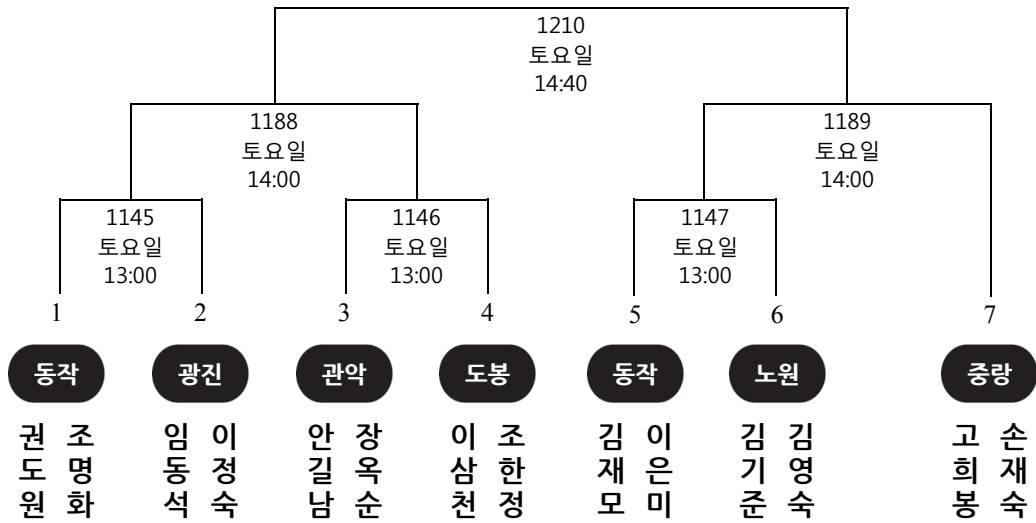 1210
토요일
14:40
1188
토요일
14:00
1189
토요일
14:00
1145
토요일
13:00
1146
토요일
13:00
1147
토요일
13:00
1 2 3 4 5 6 7
동작 광진 관악 도봉 동작 노원 중랑
권 조 임 이 안 장 이 조 김 이 김 김 고 손
도 명 동 정 길 옥 삼 한 재 은 기 영 희 재
원 화 석 숙 남 순 천 정 모 미 준 숙 봉 숙